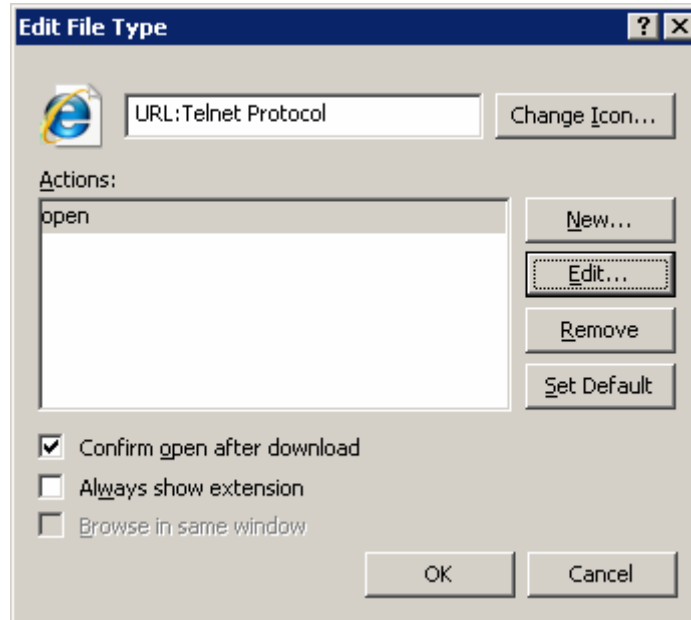 Edit File Type
URL:Telnet Protocol
Change Icon...
Actions:
open
New...
Edit...
Remove
Set Default
Confirm open after download
Always show extension
Browse in same window
OK
Cancel